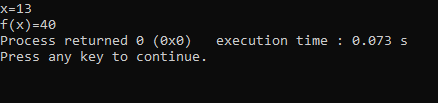 x=13
f(x)=40
Process returned 0 (0x0)   execution time : 0.073 s
Press any key to continue.